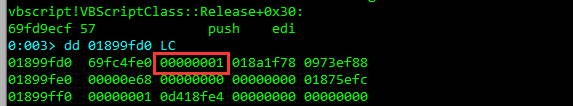 vbscript!VBScriptClass::Release+0x30:
69fd9ecf 57 push edi
0:003> dd 01899fd0 LC
01899fd0 69fc4fe0 00000001 018a1f78 0973ef88
01899fe0 00000e68 00000000 00000000 01875efc
01899ff0 00000001 0d418fe4 00000000 00000000